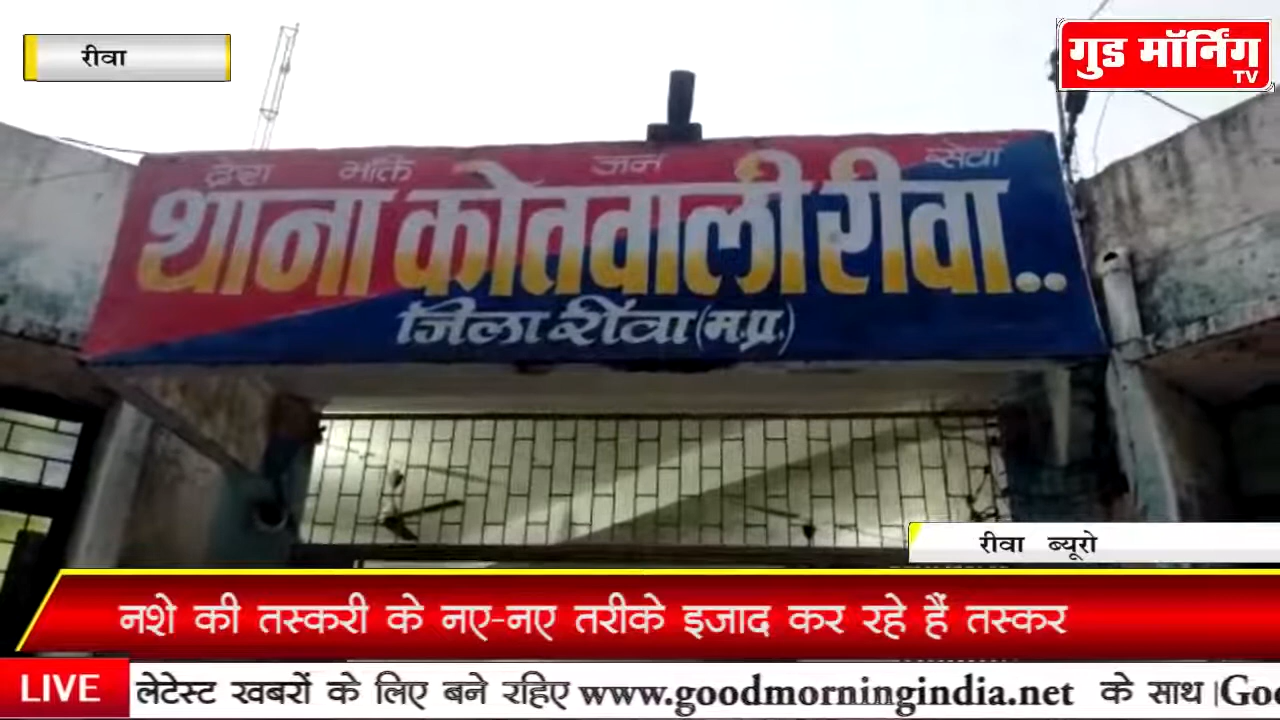 रीवा
गुड मॉर्निंग
TV
देश भक्ति जन सेवा
थाना कोतवाली रीवा..
जिला रींवा (म.प्र.)
रीवा ब्यूरो
नशे की तस्करी के नए-नए तरीके इजाद कर रहे हैं तस्कर
LIVE
लेटेस्ट खबरों के लिए बने रहिए www.goodmorningindia.net के साथ |Goo